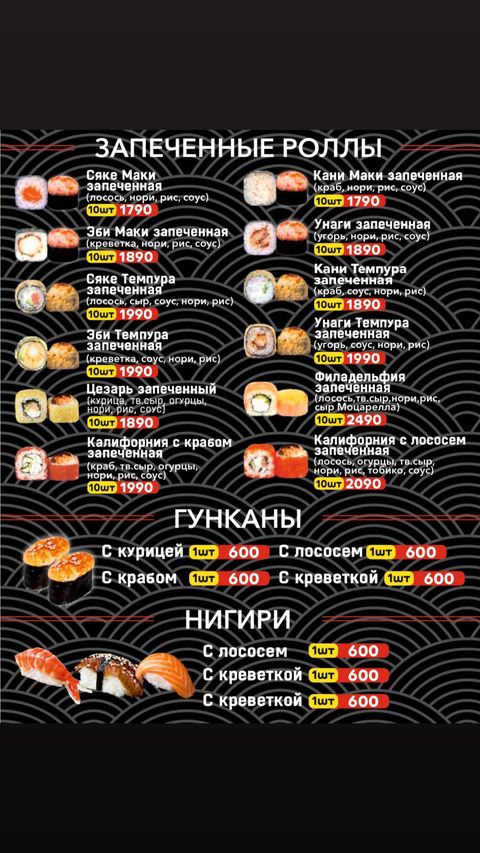 ЗАПЕЧЕННЫЕ РОЛЛЫ
Сяке Маки
запеченная
(лосось, нори, рис, соус)
10шт 1790
Эби Маки запеченная
(креветка, нори, рис, соус)
10шт 1890
Сяке Темпура
запеченная
(лосось, сыр, соус, нори, рис)
10шт 1990
Эби Темпура
запеченная
(креветка, соус, нори, рис)
10шт 1990
Цезарь запеченный
(курица, тв.сыр, огурцы,
нори, рис, соус)
10шт 1890
Калифорния с крабом
запеченная
(краб, тв.сыр, огурцы,
нори, рис, соус)
10шт 1990
Кани Маки запеченная
(краб, нори, рис, соус)
10шт 1790
Унаги запеченная
(угорь, нори, рис, соус)
10шт 1890
Кани Темпура
запеченная
(краб, соус, нори, рис)
10шт 1890
Унаги Темпура
запеченная
(угорь, соус, нори, рис)
10шт 1990
Филадельфия
запеченная
(лосось,тв.сыр,нори,рис,
сыр Моцарелла)
10шт 2490
Калифорния с лососем
запеченная
(лосось, огурцы, тв.сыр,
нори, рис, тобико, соус)
10шт 2090
ГУНКАНЫ
С курицей 1шт 600
С лососем 1шт 600
С крабом 1шт 600
С креветкой 1шт 600
НИГИРИ
С лососем 1шт 600
С креветкой 1шт 600
С креветкой 1шт 600